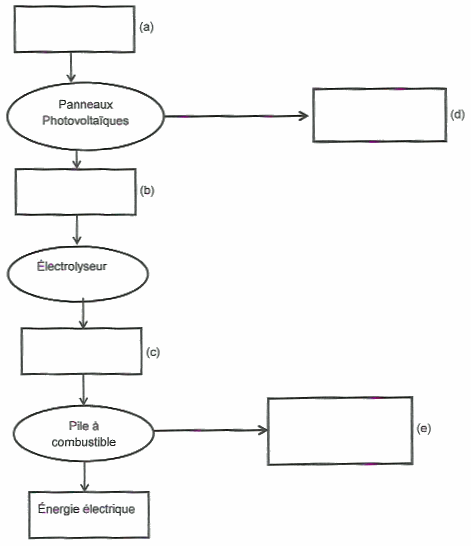 (a)
Panneaux
Photovoltaïques
(d)
(b)
Électrolyseur
(c)
Pile à
combustible
(e)
Énergie électrique